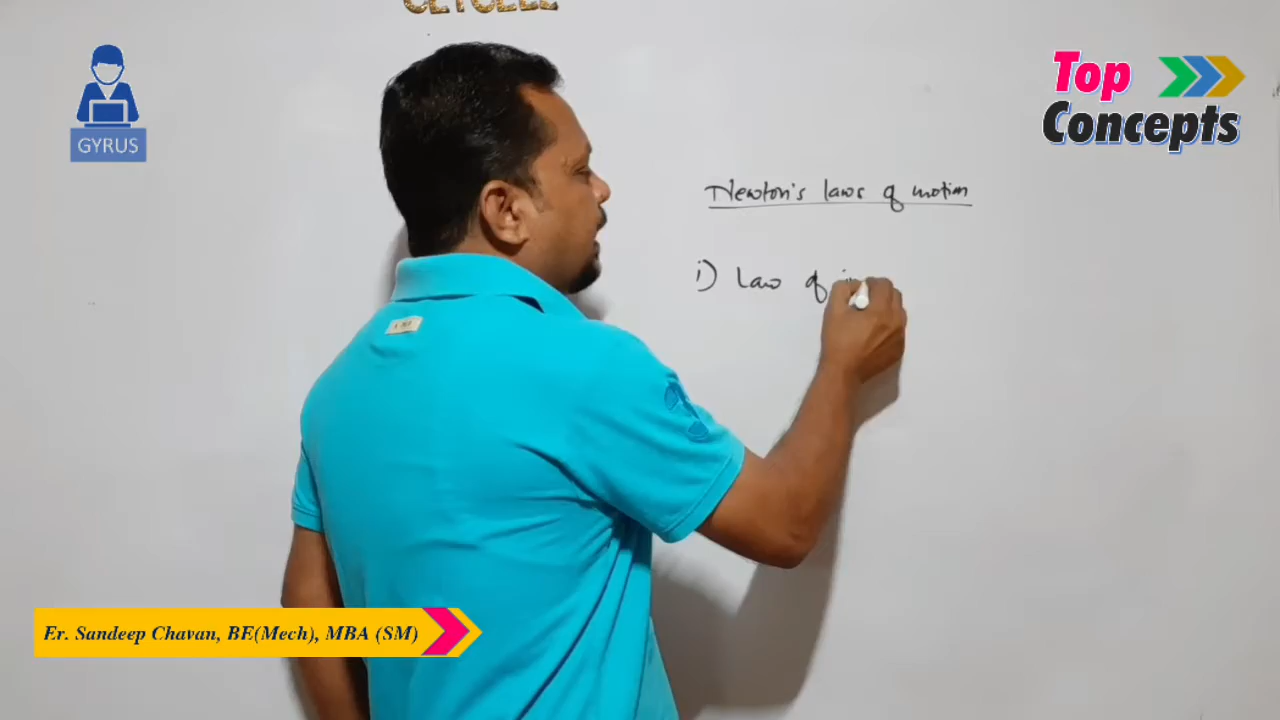 GYRUS
Top
Concepts
Newton's laws of motion
i) Law of i
Er. Sandeep Chavan, BE(Mech), MBA (SM)